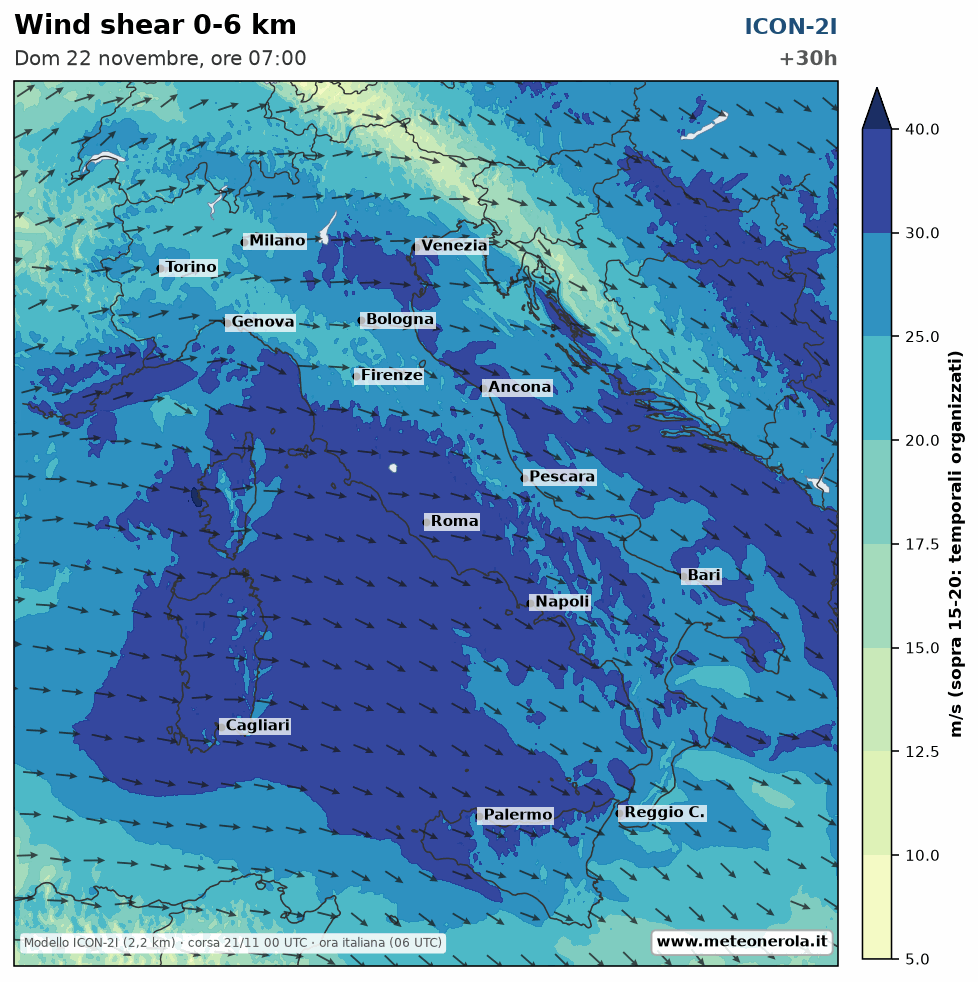 Wind shear 0-6 km
ICON-2I
Dom 22 novembre, ore 07:00
+30h
Milano
Venezia
Torino
Genova
Bologna
Firenze
Ancona
Pescara
Roma
Bari
Napoli
Cagliari
Palermo
Reggio C.
40.0
30.0
25.0
20.0
17.5
15.0
12.5
10.0
5.0
m/s (sopra 15-20: temporali organizzati)
Modello ICON-2I (2,2 km) · corsa 21/11 00 UTC · ora italiana (06 UTC)
www.meteonerola.it